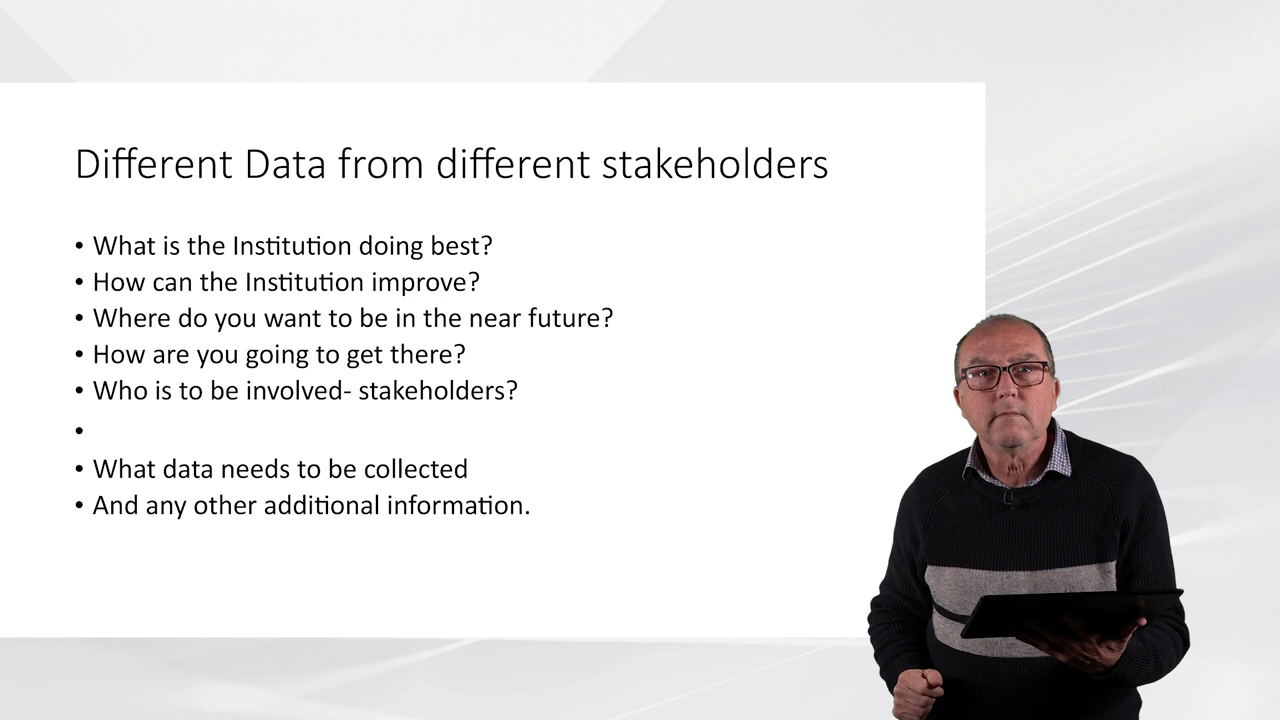 Different Data from different stakeholders
• What is the Institution doing best?
• How can the Institution improve?
• Where do you want to be in the near future?
• How are you going to get there?
• Who is to be involved- stakeholders?
•
• What data needs to be collected
• And any other additional information.